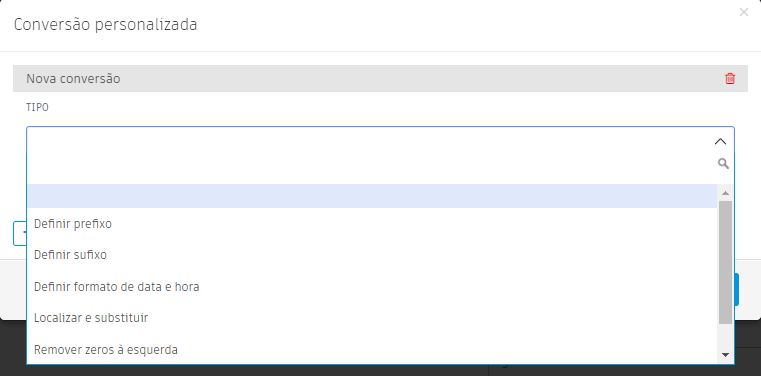 Conversão personalizada
Nova conversão
TIPO
Definir prefixo
Definir sufixo
Definir formato de data e hora
Localizar e substituir
Remover zeros à esquerda